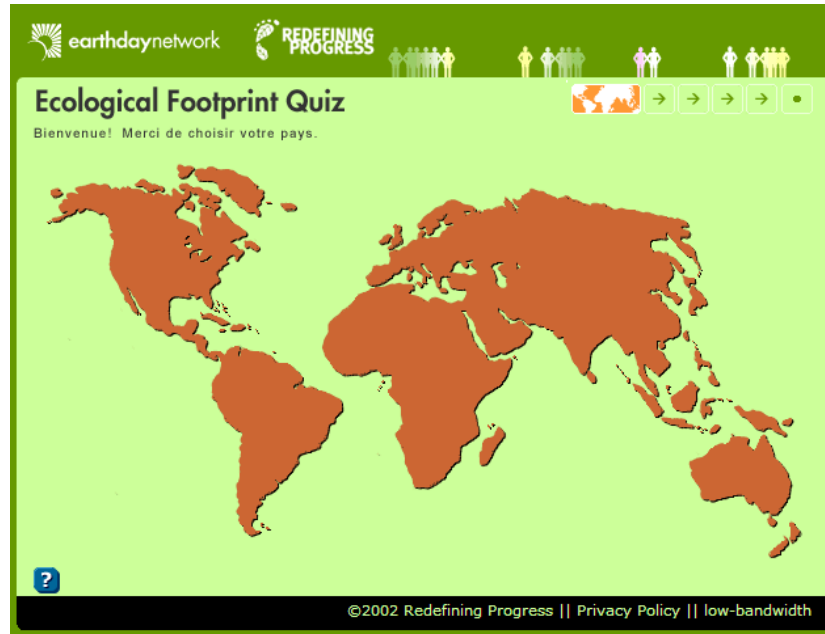 earthdaynetwork
REDEFINING
PROGRESS
Ecological Footprint Quiz
Bienvenue! Merci de choisir votre pays.
?
©2002 Redefining Progress || Privacy Policy || low-bandwidth